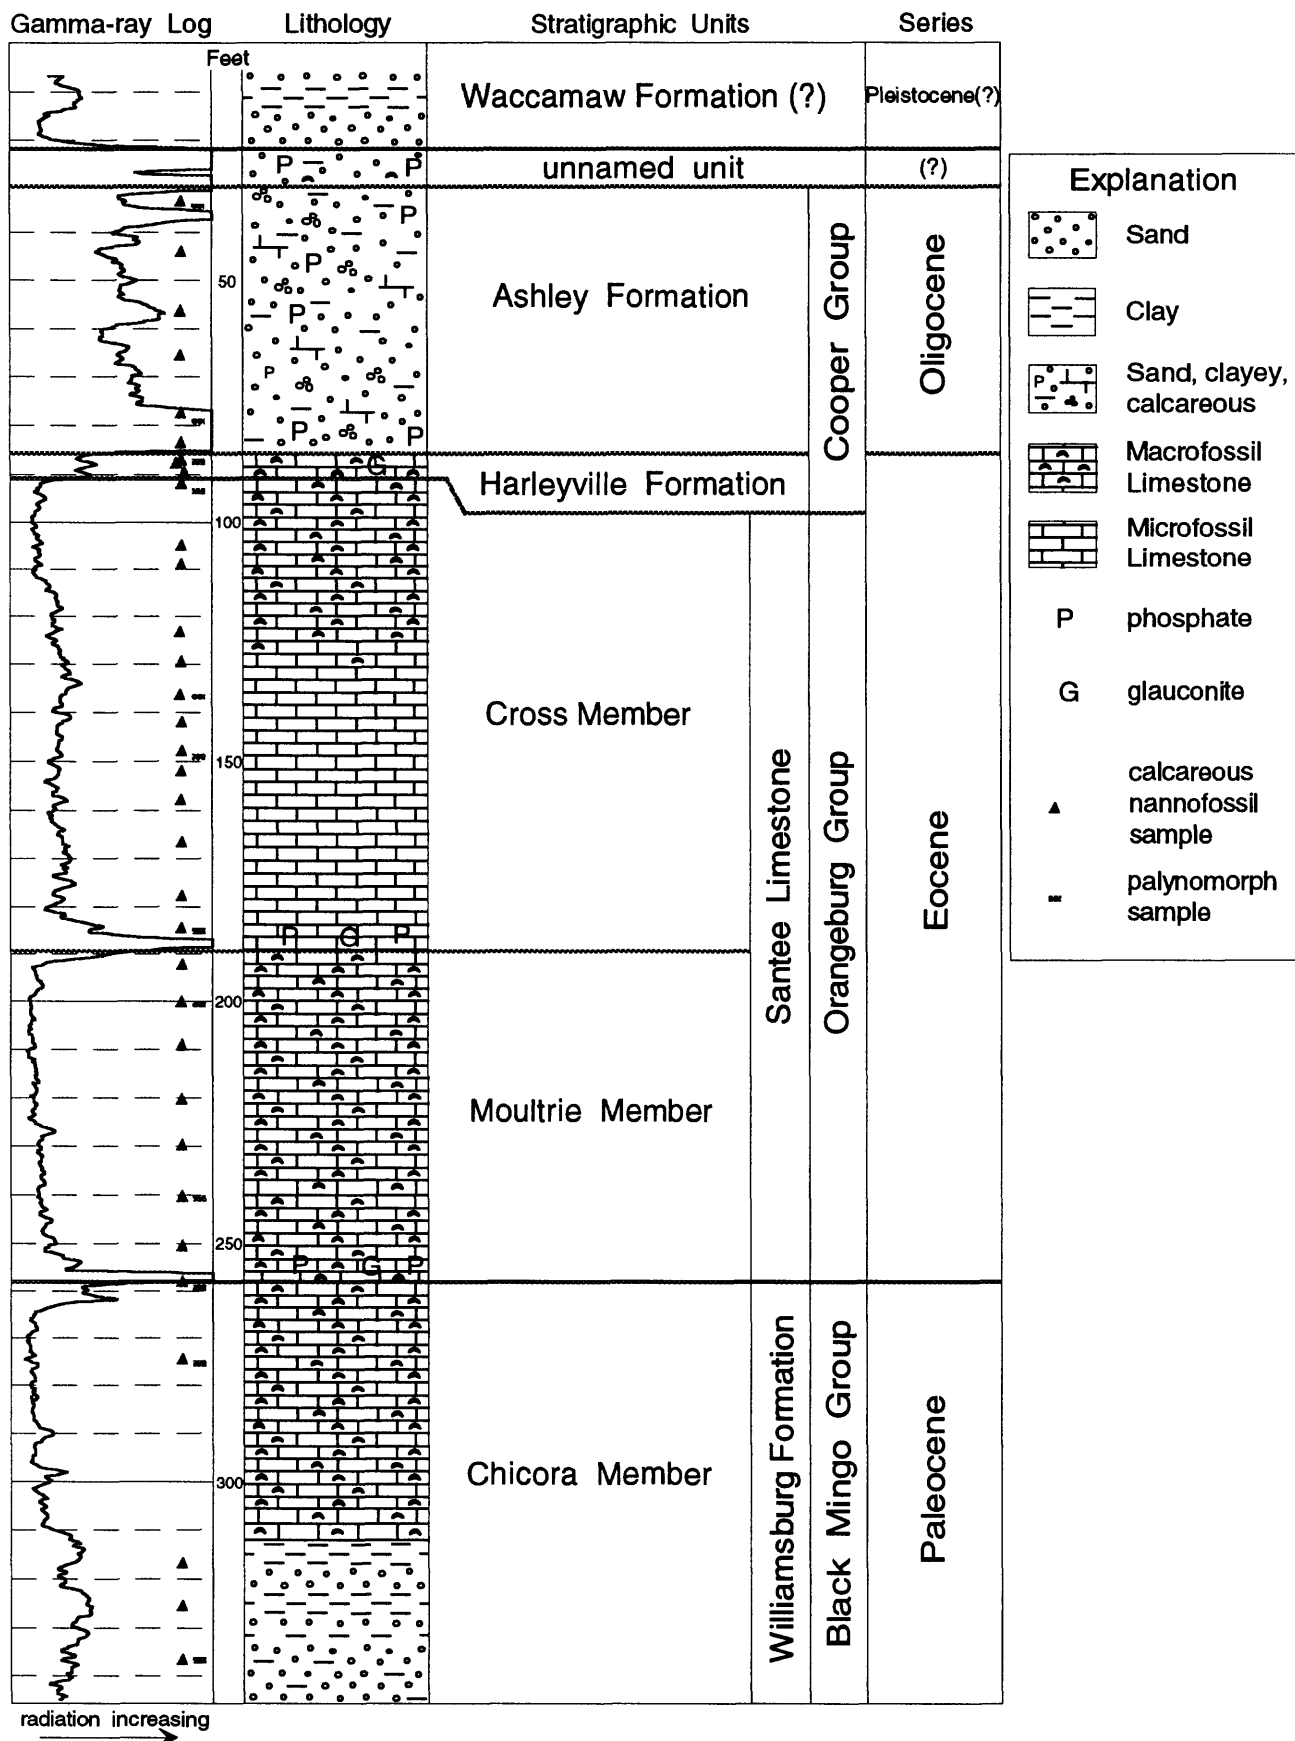 Gamma-ray Log Lithology Stratigraphic Units Series
Feet
Waccamaw Formation (?) Pleistocene(?)
P P unnamed unit (?)
P
P
50
P
P
P P
Ashley Formation
Cooper Group
Oligocene
G
Harleyville Formation
100
Cross Member
150
P
Santee Limestone
Orangeburg Group
Eocene
200
Moultrie Member
250
P G P
Chicora Member
300
Williamsburg Formation
Black Mingo Group
Paleocene
radiation increasing
Explanation
Sand
Clay
P Sand, clayey,
calcareous
Macrofossil
Limestone
Microfossil
Limestone
P phosphate
G glauconite
calcareous
nannofossil
sample
palynomorph
sample